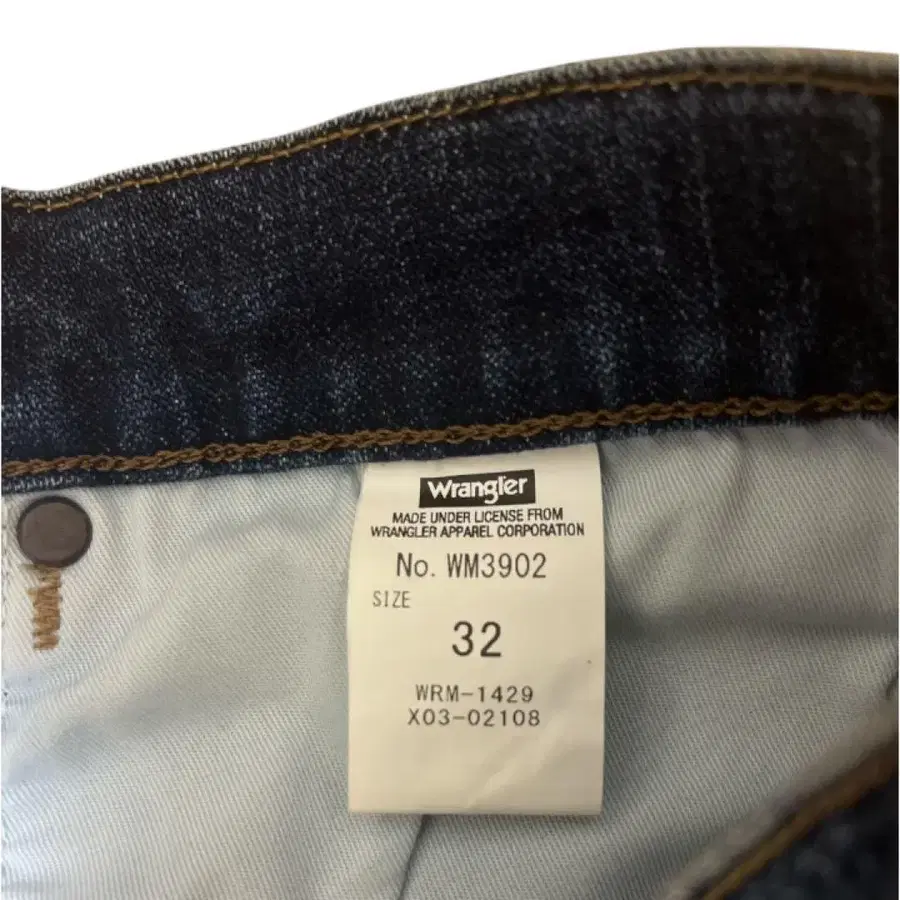 Wrangler
MADE UNDER LICENSE FROM
WRANGLER APPAREL CORPORATION
No. WM3902
SIZE
32
WRM-1429
X03-02108